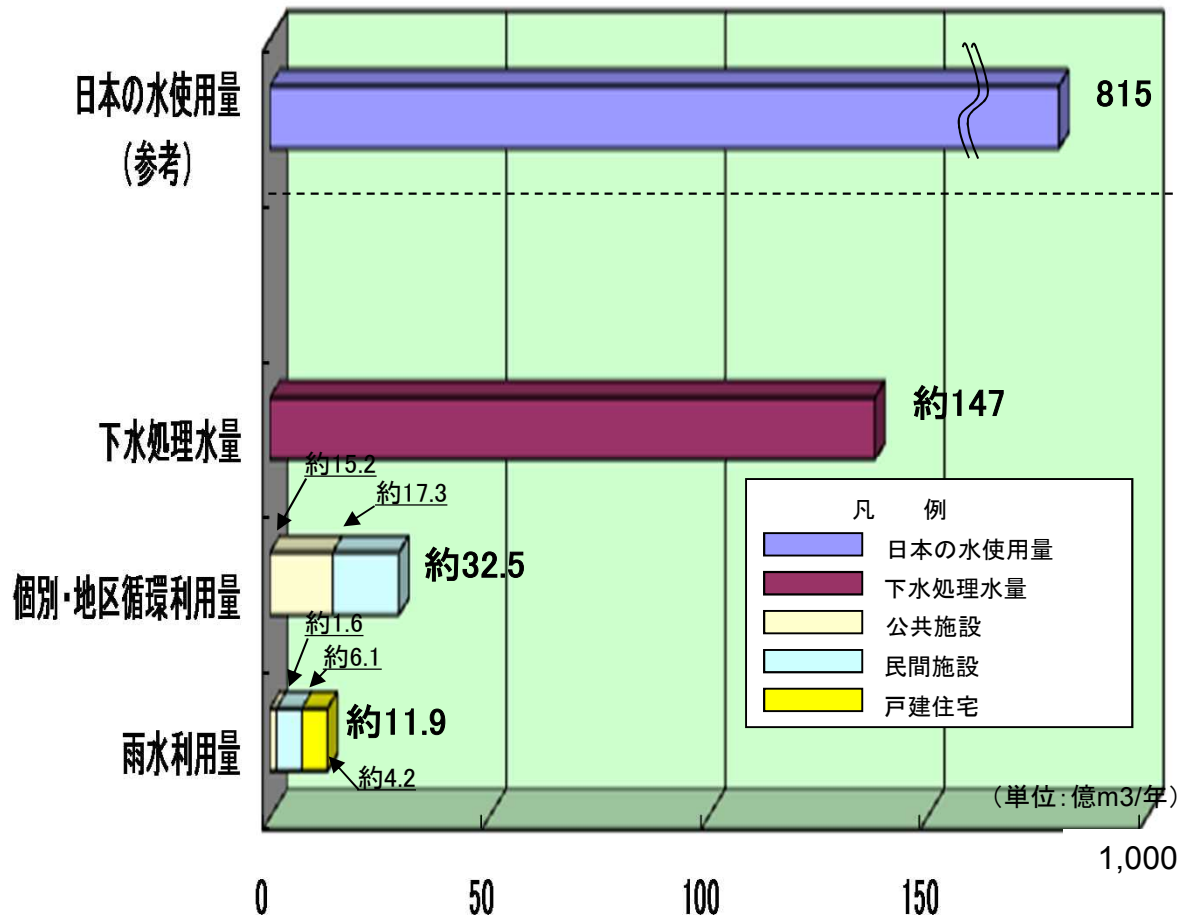 日本の水使用量
(参考)
815
下水処理水量
約147
約15.2
約17.3
個別・地区循環利用量
約32.5
約1.6
約6.1
雨水利用量
約11.9
約4.2
凡 例
日本の水使用量
下水処理水量
公共施設
民間施設
戸建住宅
（単位：億m3/年）
0
50
100
150
1,000